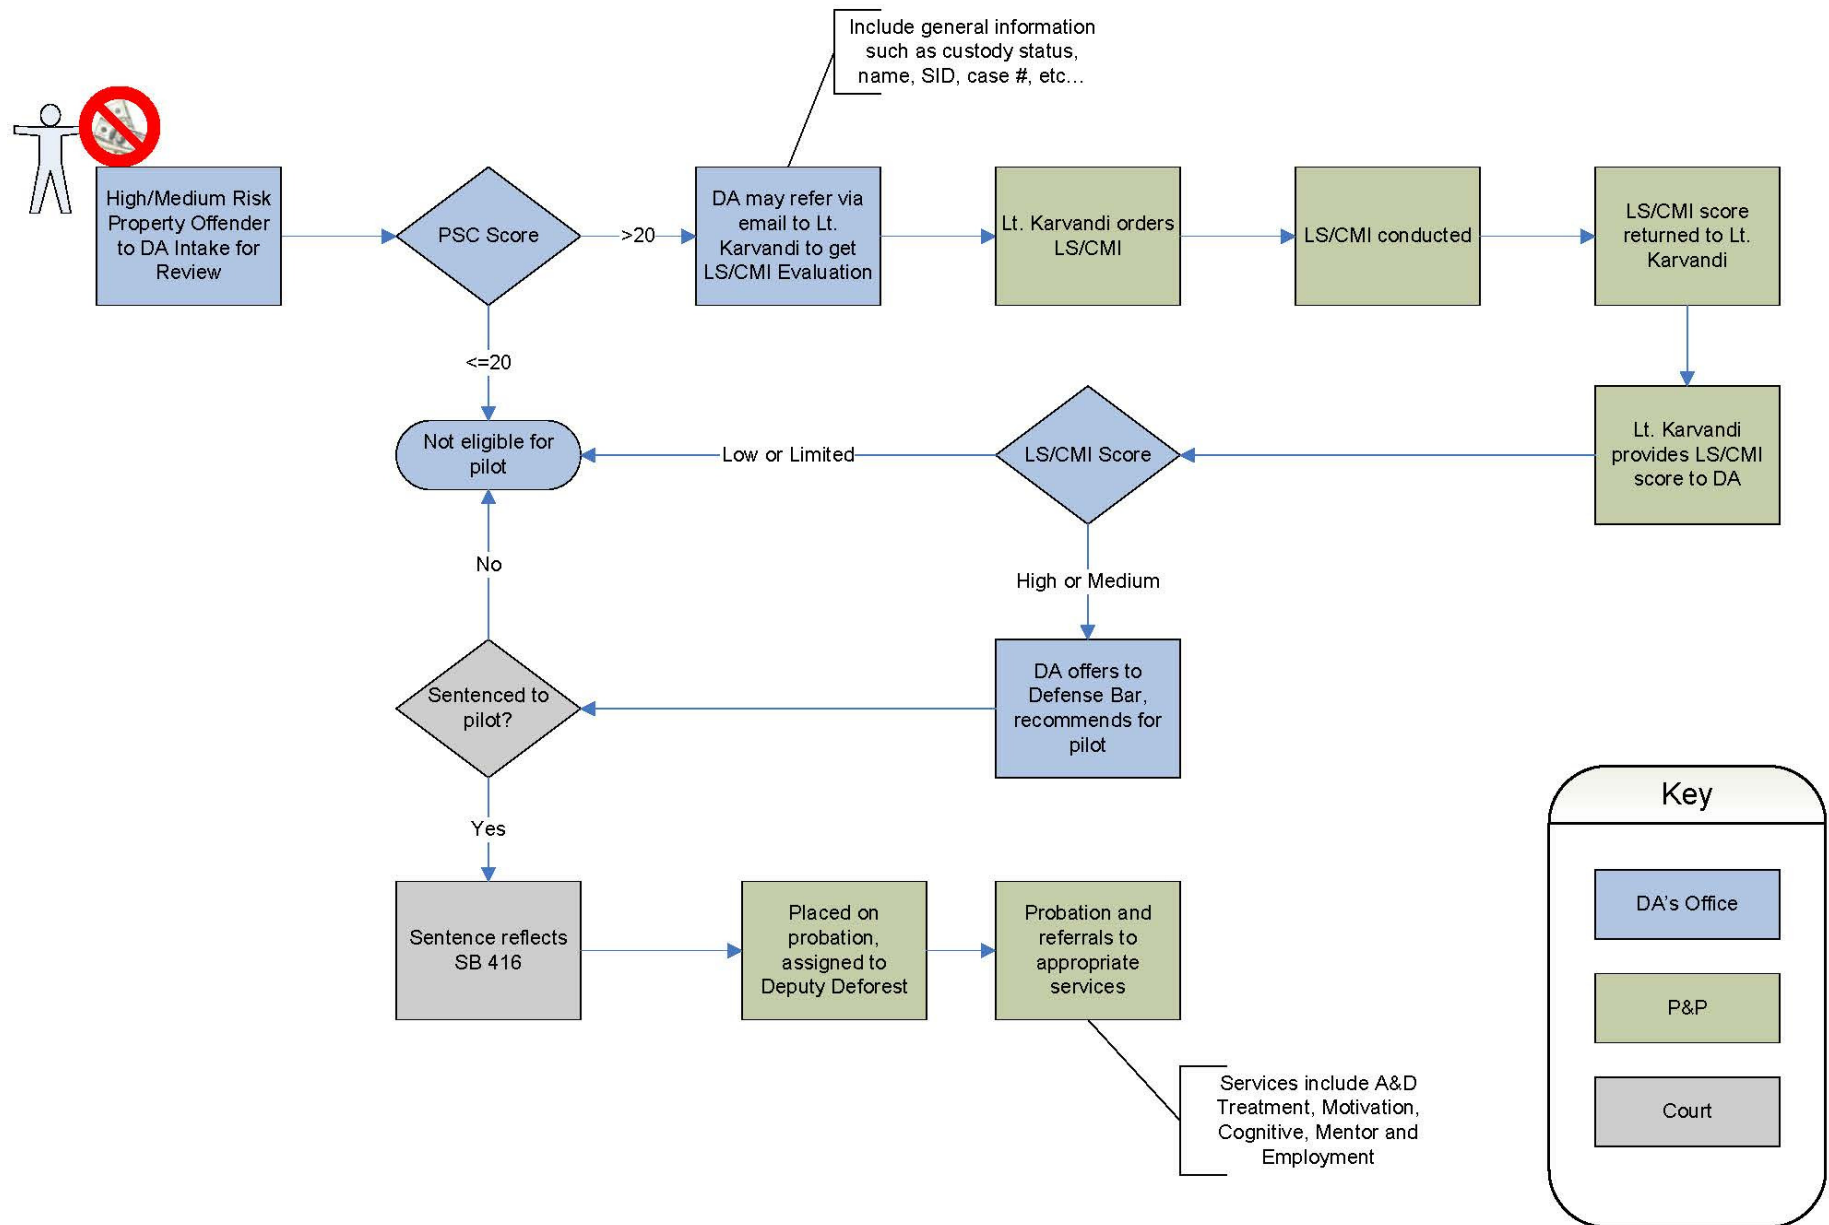 Include general information
such as custody status,
name, SID, case #, etc...
High/Medium Risk
Property Offender
to DA Intake for
Review
PSC Score
>20
DA may refer via
email to Lt.
Karvandi to get
LS/CMI Evaluation
Lt. Karvandi orders
LS/CMI
LS/CMI conducted
LS/CMI score
returned to Lt.
Karvandi
<=20
Not eligible for
pilot
Low or Limited
LS/CMI Score
Lt. Karvandi
provides LS/CMI
score to DA
No
High or Medium
Sentenced to
pilot?
DA offers to
Defense Bar,
recommends for
pilot
Yes
Sentence reflects
SB 416
Placed on
probation,
assigned to
Deputy Deforest
Probation and
referrals to
appropriate
services
Services include A&D
Treatment, Motivation,
Cognitive, Mentor and
Employment
Key
DA's Office
P&P
Court